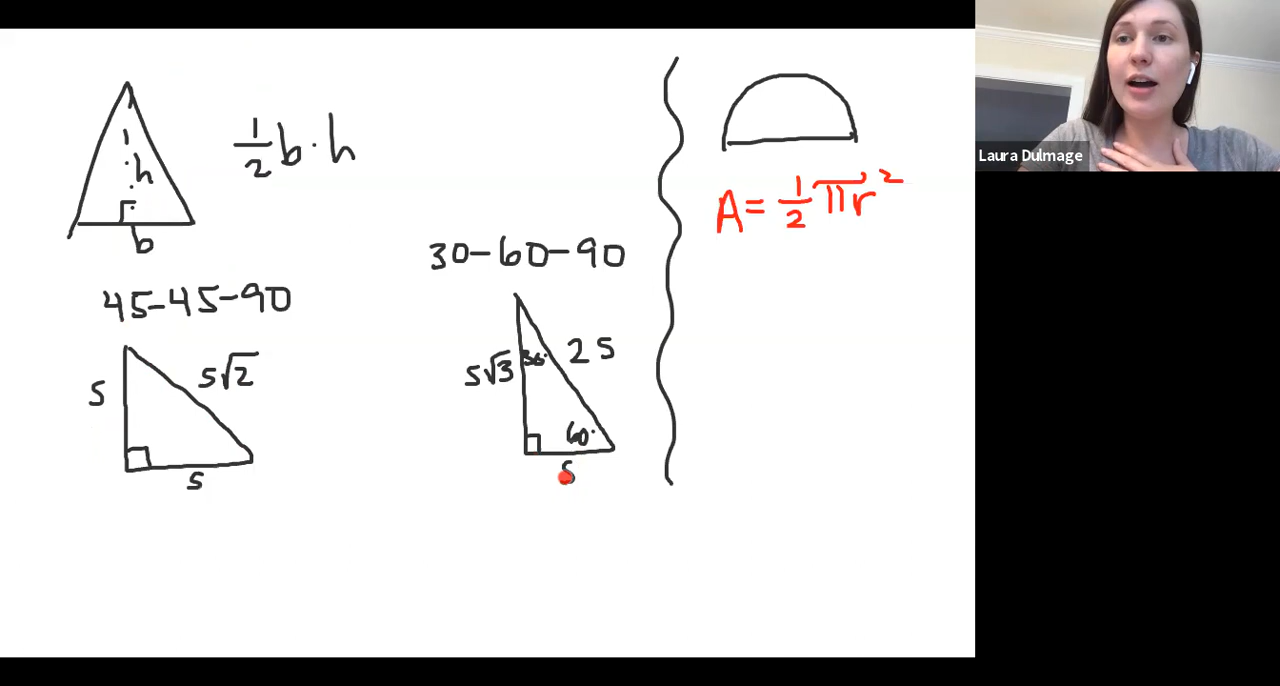 h
b
1/2 b · h
45-45-90
S
S√2
S
30-60-90
S√3
30°
2S
60°
S
A = 1/2 πr²
Laura Dulmage